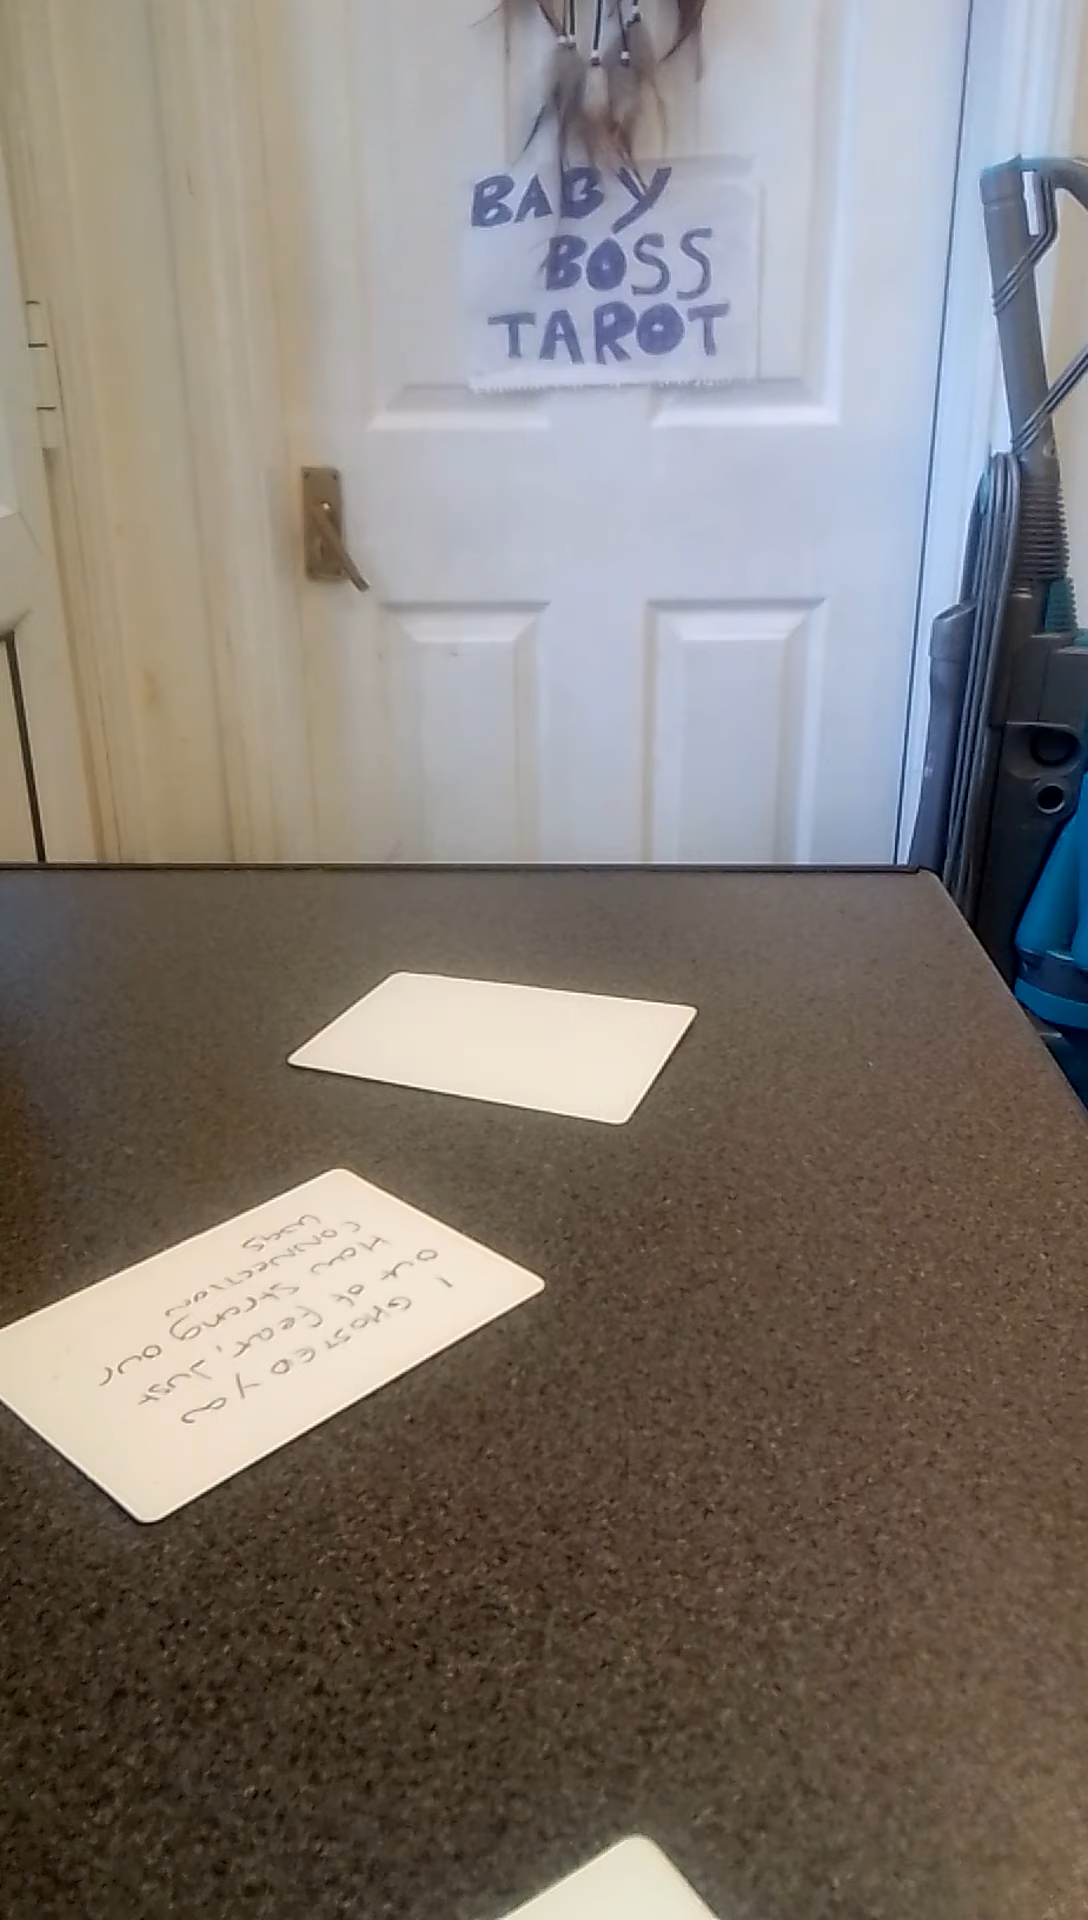 BABY
BOSS
TAROT
I GHOSTED YOU
out of fear, Just
How strong our
CONNECTION
was